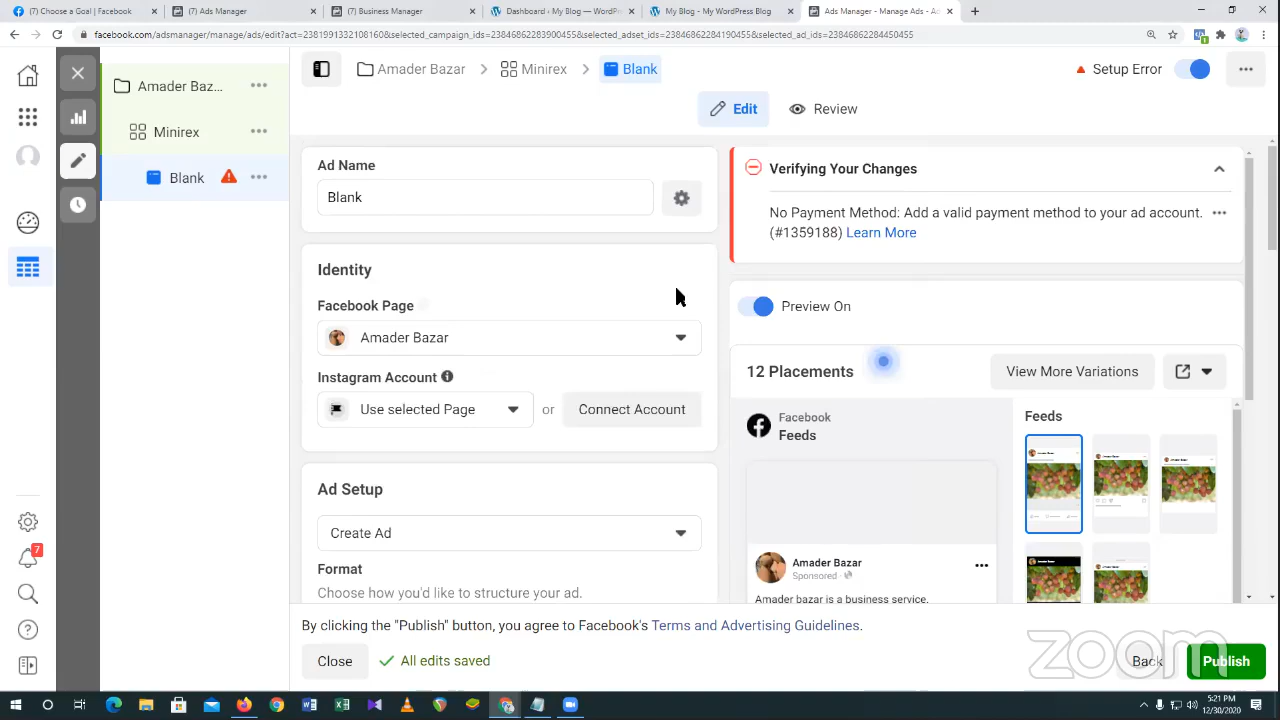 (7) Choose a Goal | Facebook
(7) Ads Manager
(7) Business Manager
Dashboard ‹ My Blog — WordPre
My Blog - My WordPress Blog
Ads Manager - Manage Ads - Ad
facebook.com/adsmanager/manage/ads/edit?act=2381991332108160&selected_campaign_ids=23846862283900455&selected_adset_ids=23846862284190455&selected_ad_ids=23846862284450455
Amader Baz...
Minirex
Blank
Amader Bazar
Minirex
Blank
Setup Error
Edit
Review
Ad Name
Blank
Identity
Facebook Page
Amader Bazar
Instagram Account
Use selected Page
or
Connect Account
Ad Setup
Create Ad
Format
Choose how you'd like to structure your ad.
Verifying Your Changes
No Payment Method: Add a valid payment method to your ad account.
(#1359188) Learn More
Preview On
12 Placements
View More Variations
Facebook
Feeds
Feeds
Amader Bazar
Sponsored ·
Amader bazar is a business service.
By clicking the "Publish" button, you agree to Facebook's Terms and Advertising Guidelines.
Close
All edits saved
Back
Publish
zoom
7
5:21 PM
12/30/2020